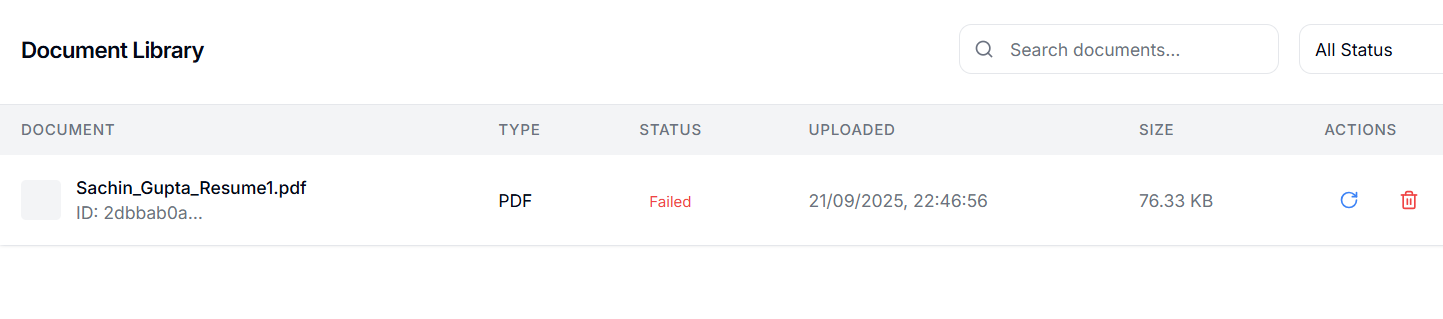 Document Library
Search documents...
All Status
DOCUMENT TYPE STATUS UPLOADED SIZE ACTIONS
Sachin_Gupta_Resume1.pdf
ID: 2dbbab0a...
PDF Failed 21/09/2025, 22:46:56 76.33 KB